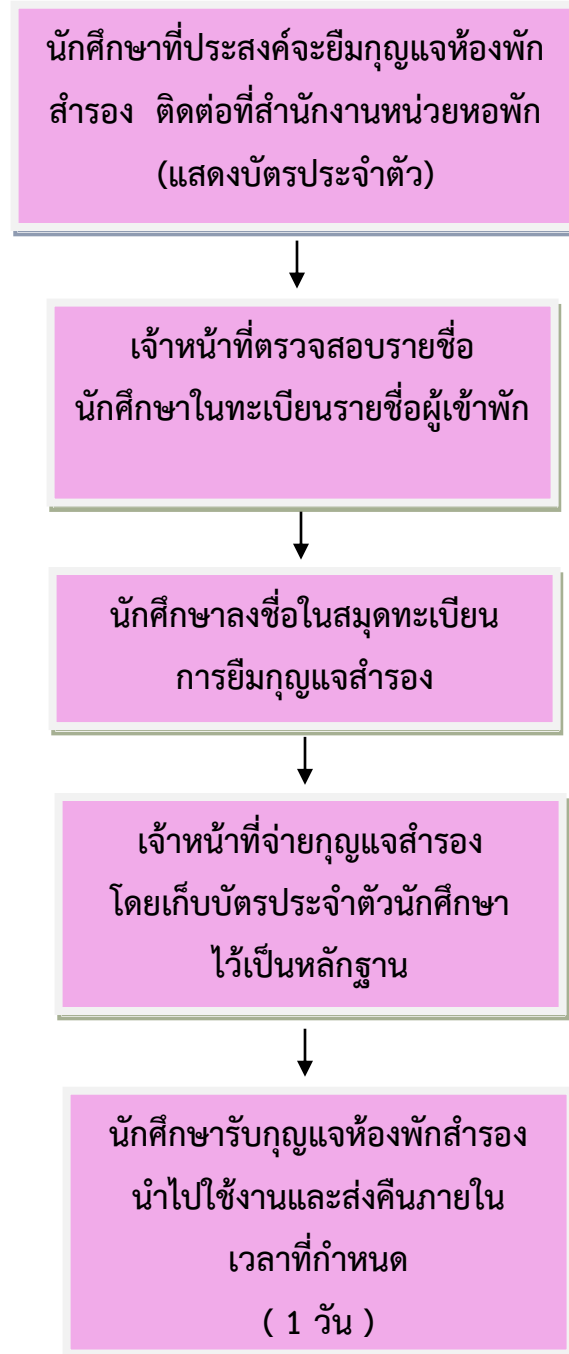 นักศึกษาที่ประสงค์จะยืมกุญแจห้องพัก
สำรอง ติดต่อที่สำนักงานหน่วยหอพัก
(แสดงบัตรประจำตัว)
เจ้าหน้าที่ตรวจสอบรายชื่อ
นักศึกษาในทะเบียนรายชื่อผู้เข้าพัก
นักศึกษาลงชื่อในสมุดทะเบียน
การยืมกุญแจสำรอง
เจ้าหน้าที่จ่ายกุญแจสำรอง
โดยเก็บบัตรประจำตัวนักศึกษา
ไว้เป็นหลักฐาน
นักศึกษารับกุญแจห้องพักสำรอง
นำไปใช้งานและส่งคืนภายใน
เวลาที่กำหนด
( 1 วัน )